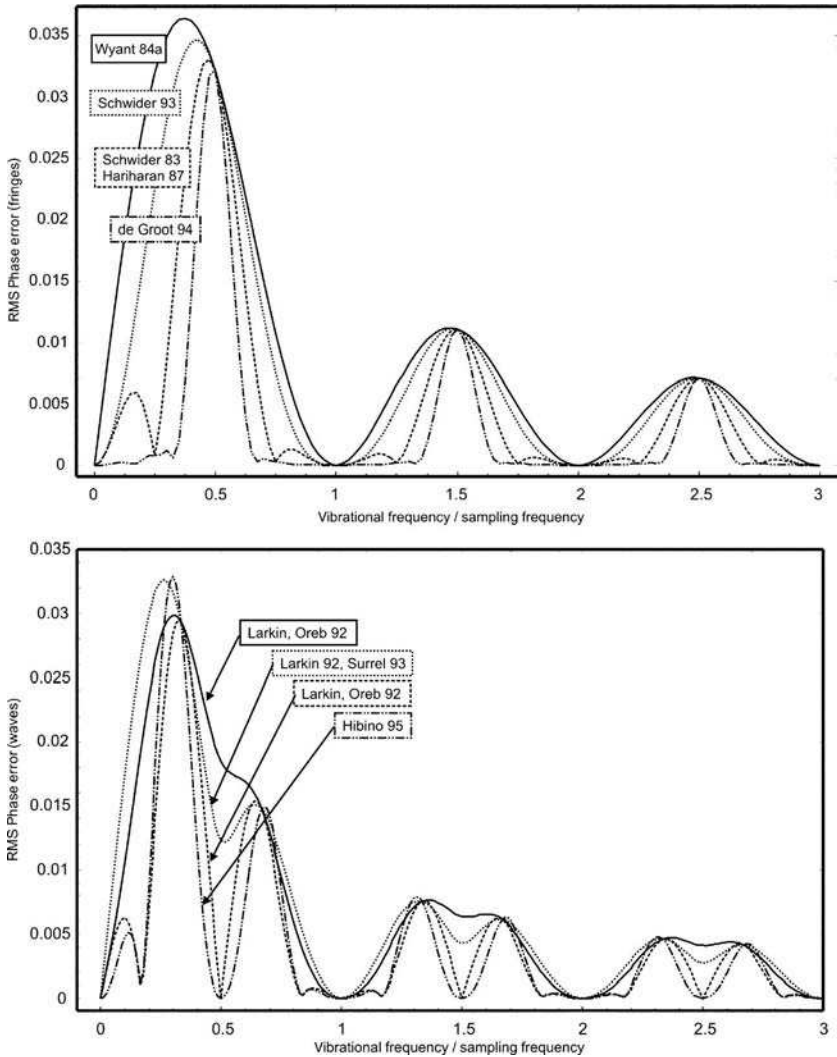 0.035
Wyant 84a
0.03
Schwider 93
0.025
Schwider 83
Hariharan 87
0.02
de Groot 94
0.015
0.01
0.005
0
RMS Phase error (fringes)
0 0.5 1 1.5 2 2.5 3
Vibrational frequency / sampling frequency
0.035
0.03
Larkin, Oreb 92
0.025
Larkin 92, Surrel 93
Larkin, Oreb 92
0.02
Hibino 95
0.015
0.01
0.005
0
RMS Phase error (waves)
0 0.5 1 1.5 2 2.5 3
Vibrational frequency / sampling frequency